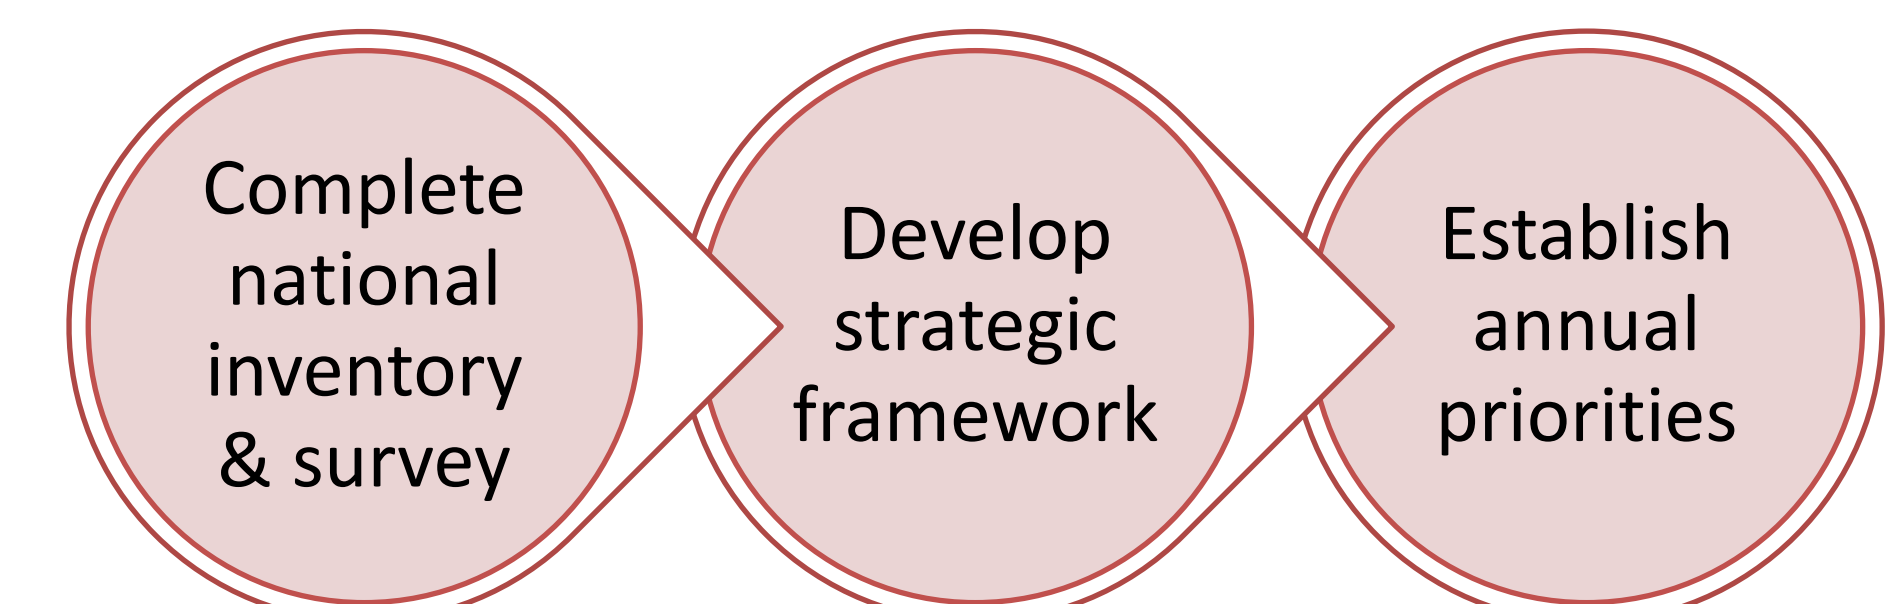 Complete
national
inventory
& survey
Develop
strategic
framework
Establish
annual
priorities